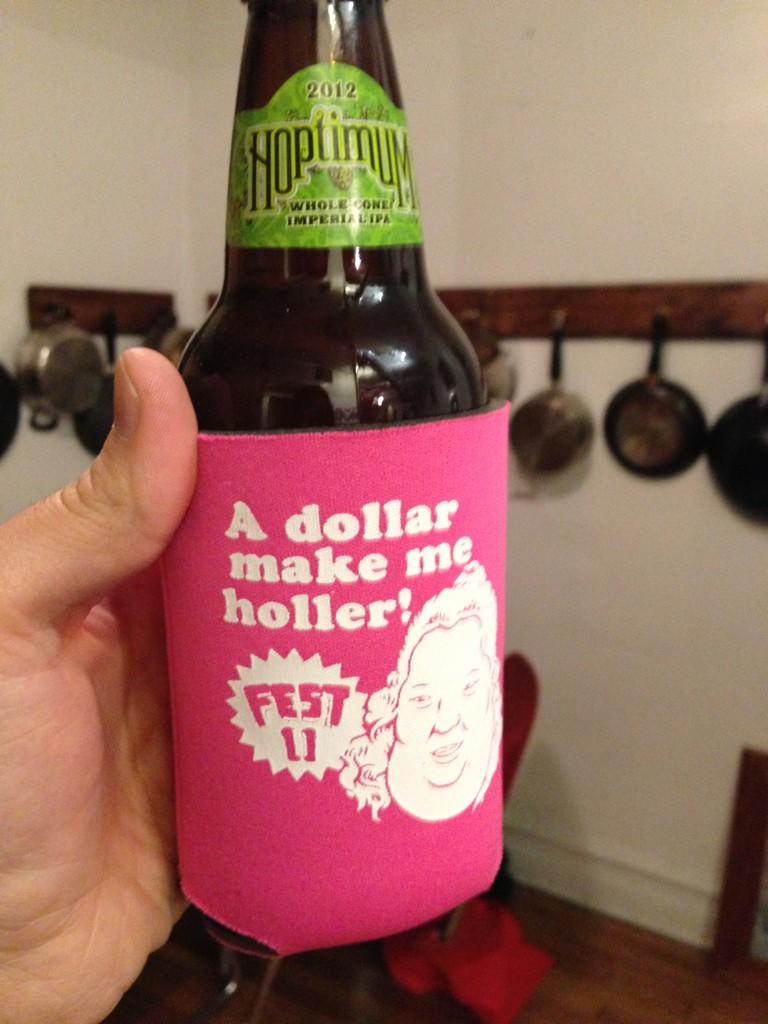 2012
HOptimuM
WHOLE-CONE
IMPERIAL IPA
A dollar
make me
holler!
FEST
11